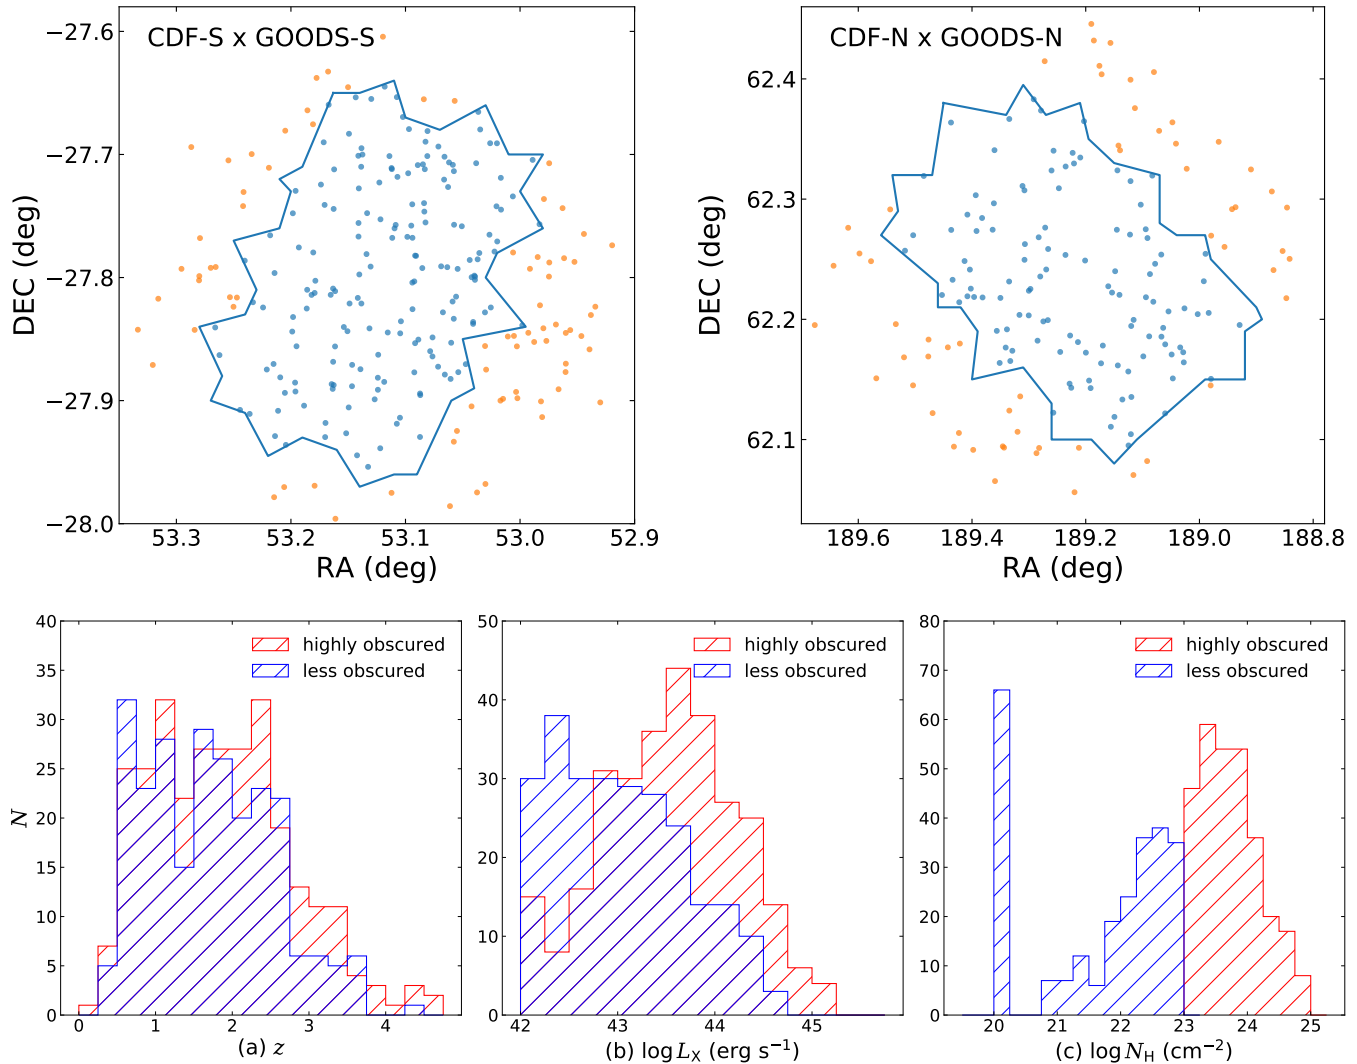 CDF-S x GOODS-S
−27.6
−27.7
−27.8
−27.9
−28.0
DEC (deg)
53.3 53.2 53.1 53.0 52.9
RA (deg)
CDF-N x GOODS-N
62.4
62.3
62.2
62.1
DEC (deg)
189.6 189.4 189.2 189.0 188.8
RA (deg)
40
35
30
25
20
15
10
5
0
N
highly obscured
less obscured
0 1 2 3 4
(a) z
50
40
30
20
10
0
highly obscured
less obscured
42 43 44 45
(b) log L_X (erg s⁻¹)
80
70
60
50
40
30
20
10
0
highly obscured
less obscured
20 21 22 23 24 25
(c) log N_H (cm⁻²)